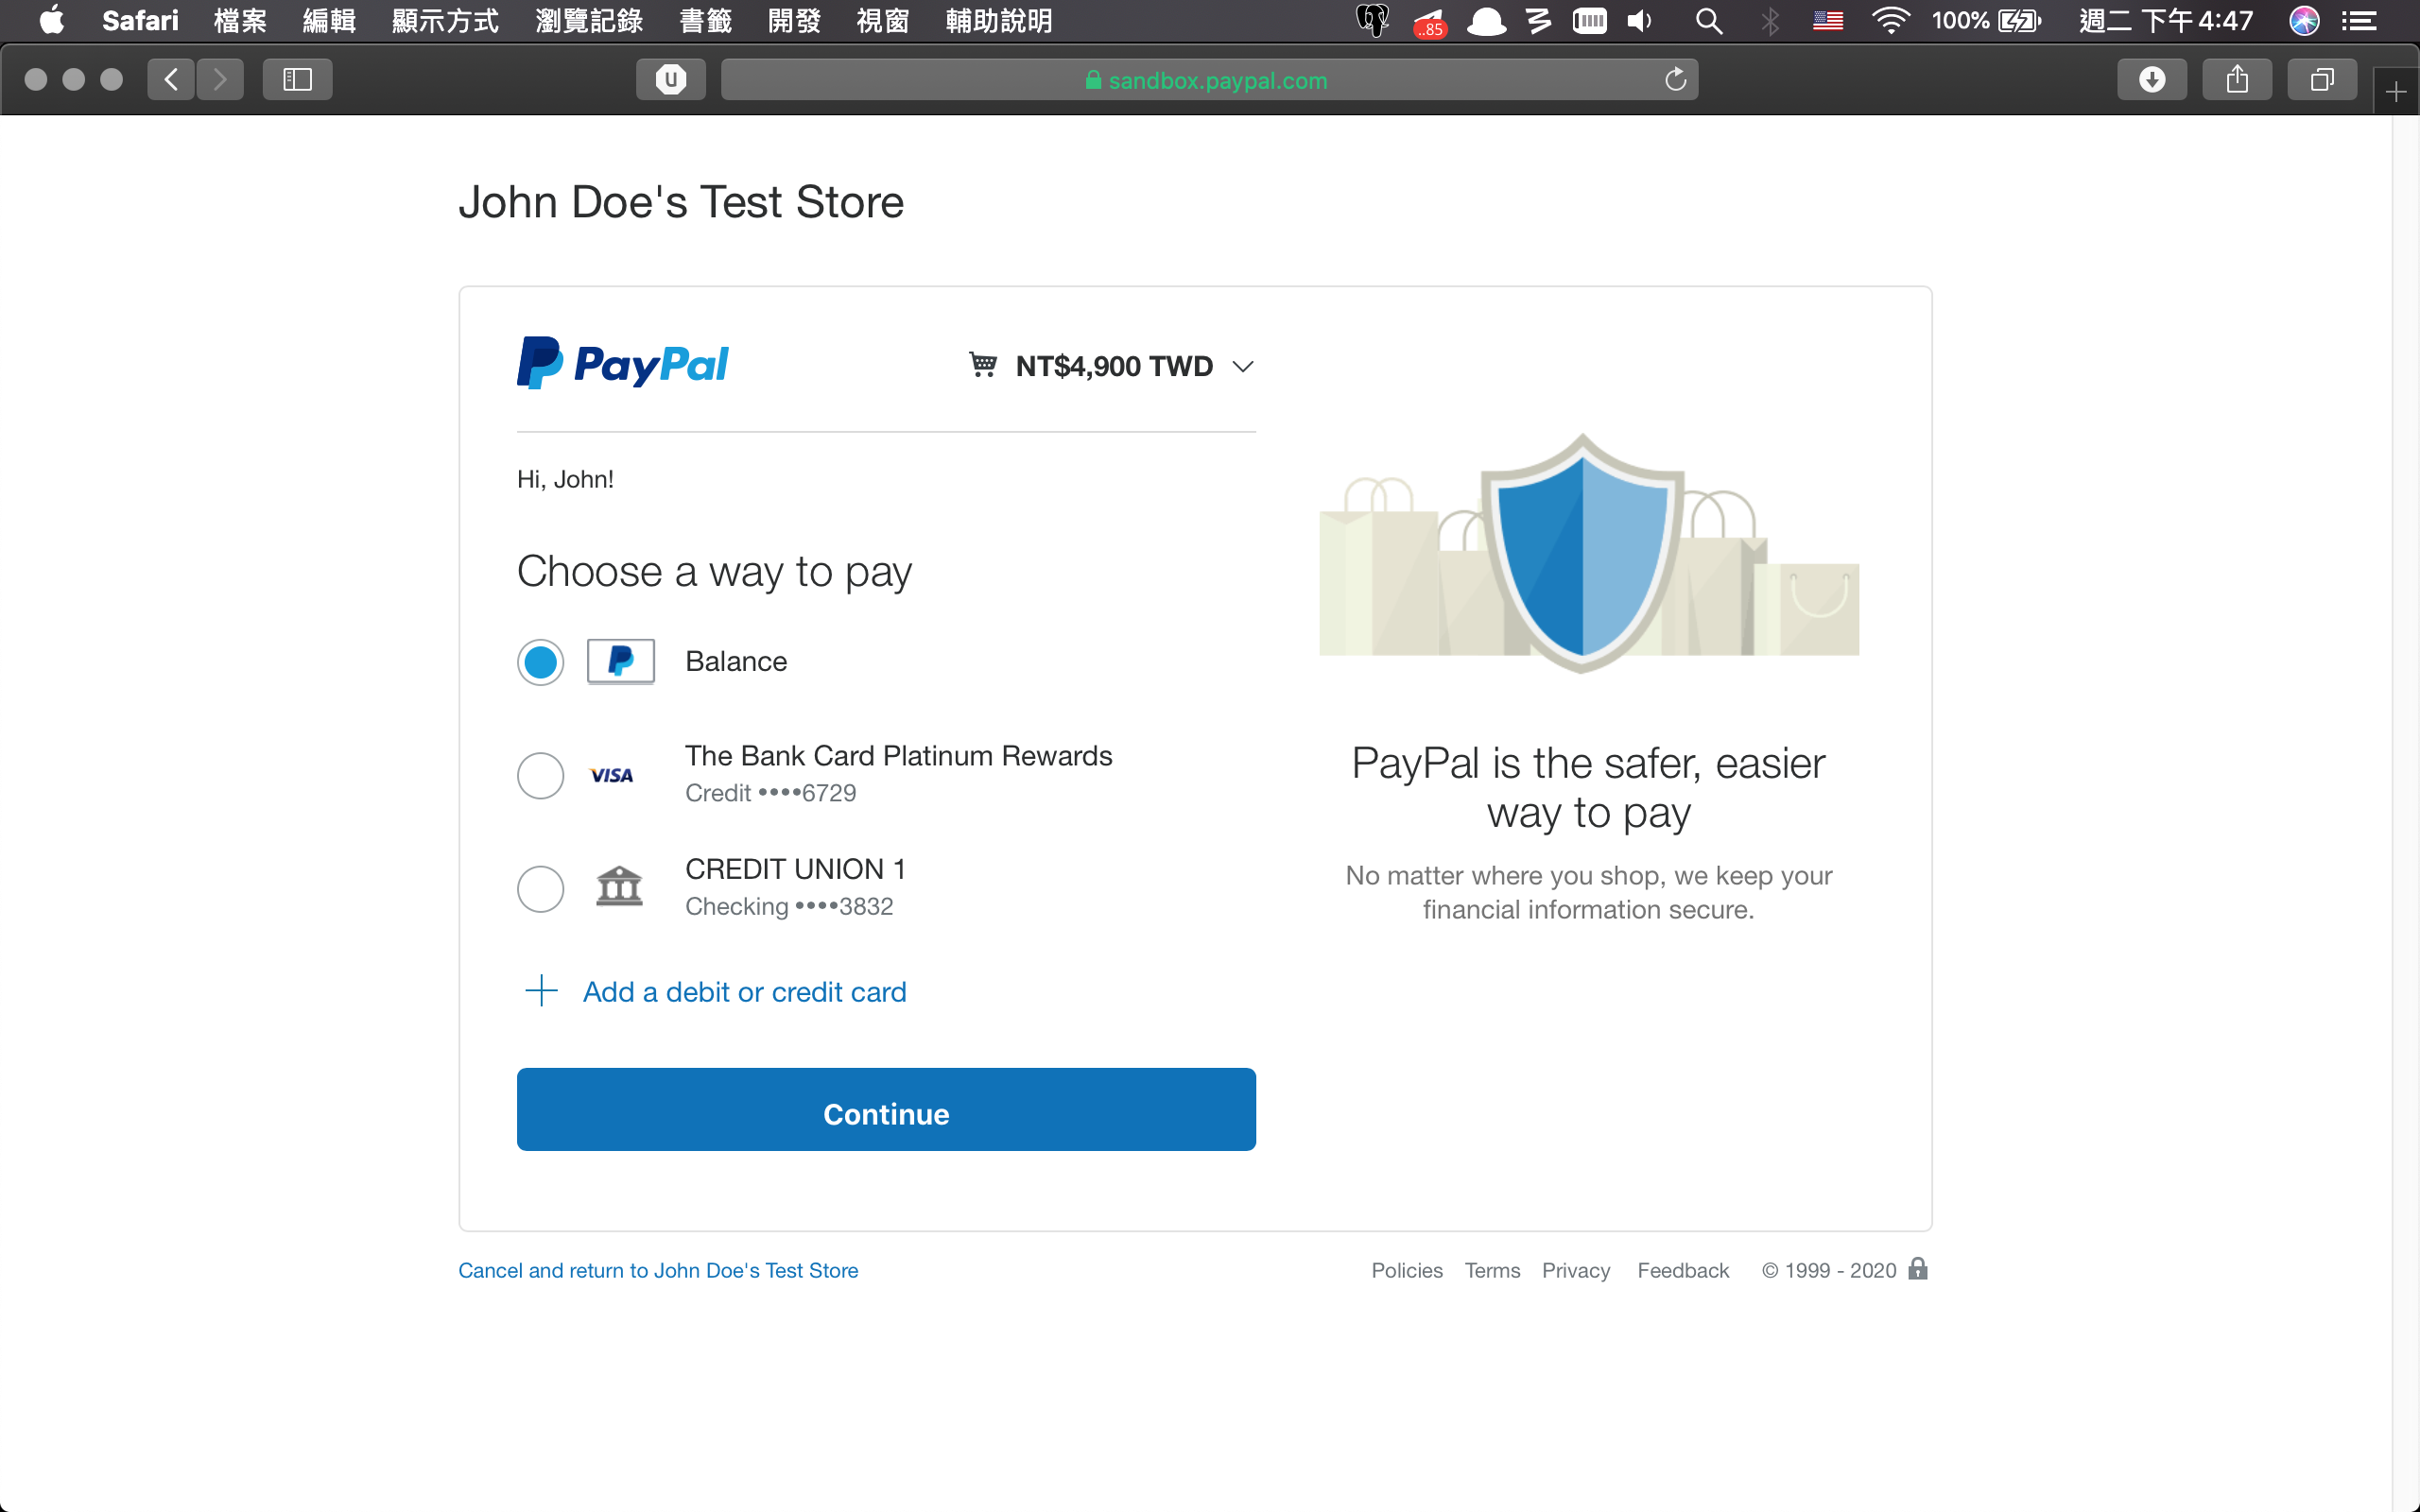 Safari 檔案 編輯 顯示方式 瀏覽記錄 書籤 開發 視窗 輔助說明 ..85 100% 週二 下午 4:47
U sandbox.paypal.com
John Doe's Test Store
PayPal NT$4,900 TWD
Hi, John!
Choose a way to pay
Balance
VISA The Bank Card Platinum Rewards
Credit ••••6729
CREDIT UNION 1
Checking ••••3832
Add a debit or credit card
Continue
PayPal is the safer, easier
way to pay
No matter where you shop, we keep your
financial information secure.
Cancel and return to John Doe's Test Store Policies Terms Privacy Feedback © 1999 - 2020